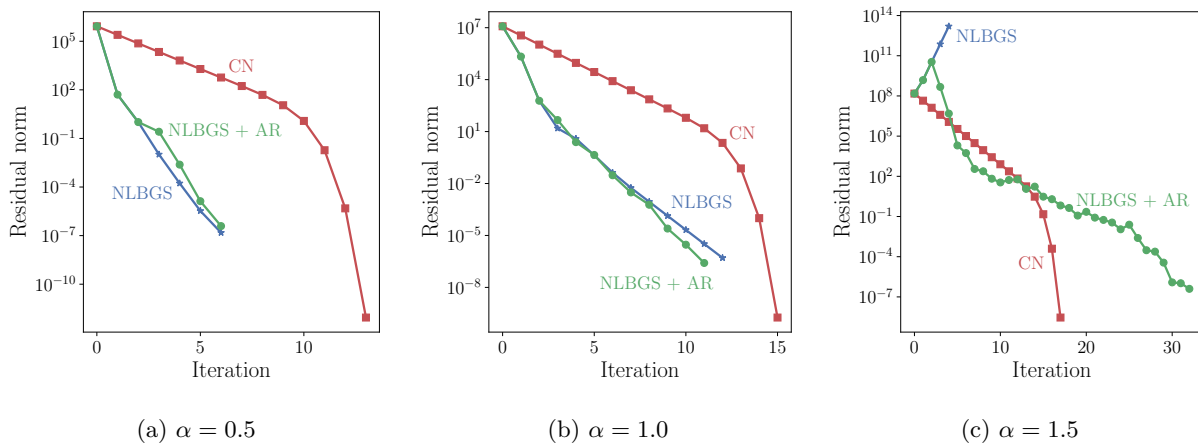 10^5
10^2
10^-1
10^-4
10^-7
10^-10
Residual norm
CN
NLBGS + AR
NLBGS
0
5
10
Iteration
(a) α = 0.5
10^7
10^4
10^1
10^-2
10^-5
10^-8
Residual norm
CN
NLBGS
NLBGS + AR
0
5
10
15
Iteration
(b) α = 1.0
10^14
10^11
10^8
10^5
10^2
10^-1
10^-4
10^-7
Residual norm
NLBGS
NLBGS + AR
CN
0
10
20
30
Iteration
(c) α = 1.5